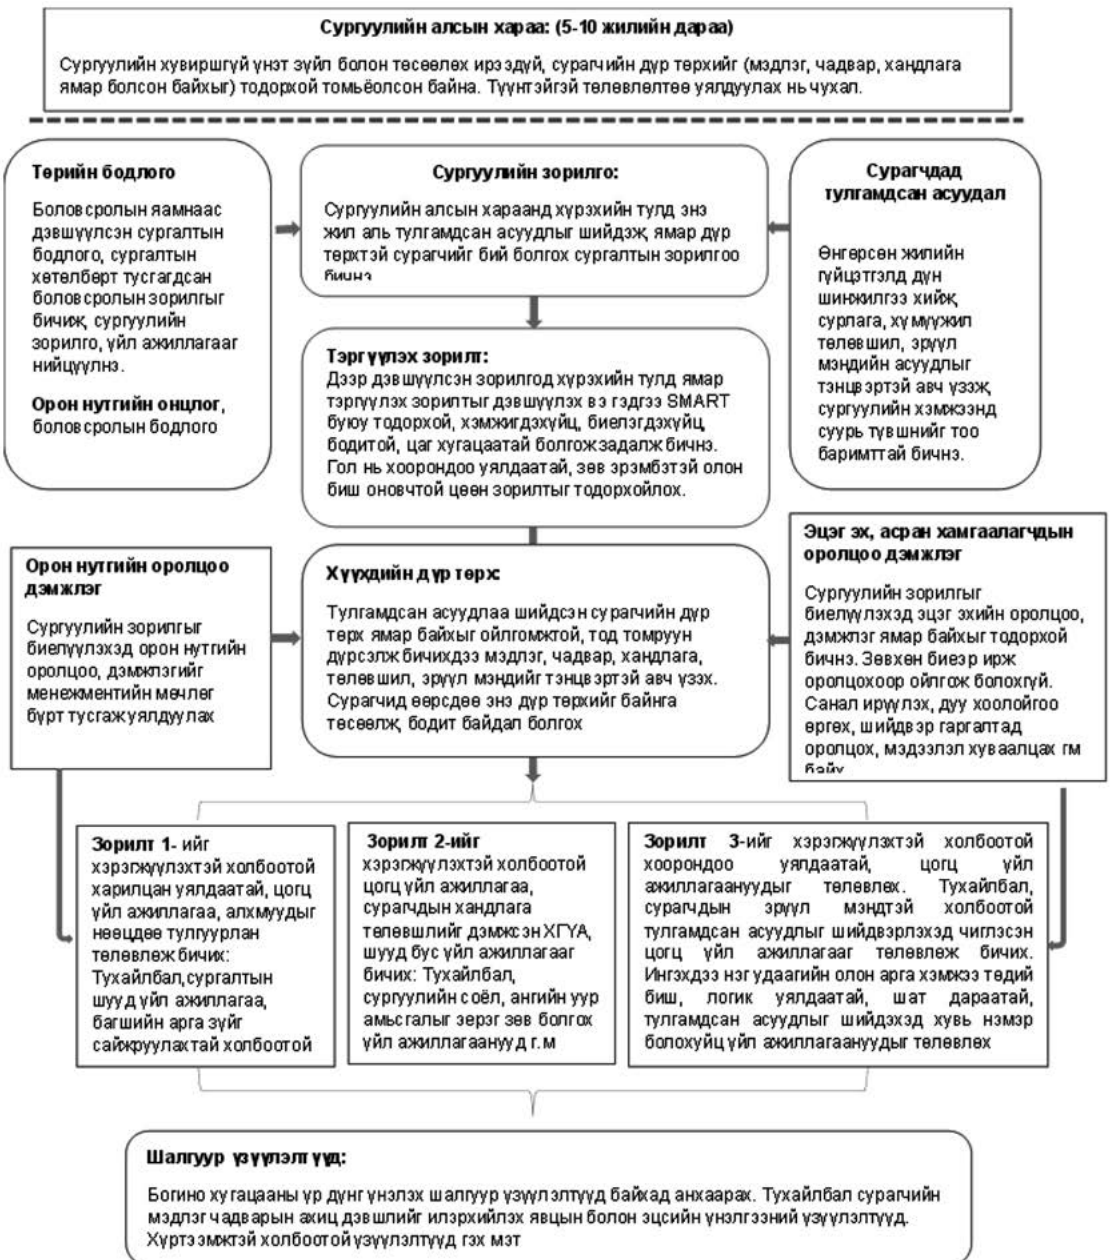 Сургуулийн алсын хараа: (5-10 жилийн дараа)
Сургуулийн хувиршгүй үнэт зүйл болон төсөөлөх ирээдүй, сурагчийн дүр төрхийг (мэдлэг, чадвар, хандлага
ямар болсон байхыг) тодорхой томьёолсон байна. Түүнтэйгэй төлөвлөлтөө уялдуулах нь чухал.
Төрийн бодлого
Боловсролын яамнаас
дэвшүүлсэн сургалтын
бодлого, сургалтын
хөтөлбөрт тусгагдсан
боловсролын зорилгыг
бичиж, сургуулийн
зорилго, үйл ажиллагааг
нийцүүлнэ.
Орон нутгийн онцлог,
боловсролын бодлого
Сургуулийн зорилго:
Сургуулийн алсын хараанд хүрэхийн тулд энэ
жил аль тулгамдсан асуудлыг шийдэж, ямар дүр
төрхтэй сурагчийг бий болгох сургалтын зорилгоо
бичнэ
Сурагчдад
тулгамдсан асуудал
Өнгөрсөн жилийн
гүйцэтгэлд дүн
шинжилгээ хийж,
сурлага, хүмүүжил
төлөвшил, эрүүл
мэндийн асуудлыг
тэнцвэртэй авч үзэж,
сургуулийн хэмжээнд
суурь түвшнийг тоо
баримттай бичнэ.
Тэргүүлэх зорилт:
Дээр дэвшүүлсэн зорилгод хүрэхийн тулд ямар
тэргүүлэх зорилтыг дэвшүүлэх вэ гэдгээ SMART
буюу тодорхой, хэмжигдэхүйц, биелэгдэхүйц,
бодитой, цаг хугацаатай болгож задалж бичнэ.
Гол нь хоорондоо уялдаатай, зөв эрэмбэтэй олон
биш оновчтой цөөн зорилтыг тодорхойлох.
Орон нутгийн оролцоо
дэмжлэг
Сургуулийн зорилгыг
биелүүлэхэд орон нутгийн
оролцоо, дэмжлэгийг
менежментийн мөчлөг
бүрт тусгаж уялдуулах
Хүүхдийн дүр төрх:
Тулгамдсан асуудлаа шийдсэн сурагчийн дүр
төрх ямар байхыг ойлгомжтой, тод томруун
дүрсэлж бичихдээ мэдлэг, чадвар, хандлага,
төлөвшил, эрүүл мэндийг тэнцвэртэй авч үзэх.
Сурагчид өөрсдөө энэ дүр төрхийг байнга
төсөөлж, бодит байдал болгох
Эцэг эх, асран хамгаалагчдын
оролцоо дэмжлэг
Сургуулийн зорилгыг
биелүүлэхэд эцэг эхийн оролцоо,
дэмжлэг ямар байхыг тодорхой
бичнэ. Зөвхөн биеэр ирж
оролцохоор ойлгож болохгүй.
Санал ирүүлэх, дуу хоолойгоо
өргөх, шийдвэр гаргалтад
оролцох, мэдээлэл хуваалцах гм
байх
Зорилт 1- ийг
хэрэгжүүлэхтэй холбоотой
харилцан уялдаатай, цогц
үйл ажиллагаа, алхмуудыг
нөөцдөө тулгуурлан
төлөвлөж бичих:
Тухайлбал,сургалтын
шууд үйл ажиллагаа,
багшийн арга зүйг
сайжруулахтай холбоотой
Зорилт 2-ийг
хэрэгжүүлэхтэй холбоотой
цогц үйл ажиллагаа,
сурагчдын хандлага
төлөвшлийг дэмжсэн ХГҮА,
шууд бус үйл ажиллагааг
бичих: Тухайлбал,
сургуулийн соёл, ангийн уур
амьсгалыг эерэг зөв болгох
үйл ажиллагаанууд г.м
Зорилт 3-ийг хэрэгжүүлэхтэй холбоотой
хоорондоо уялдаатай, цогц үйл
ажиллагаануудыг төлөвлөх. Тухайлбал,
сурагчдын эрүүл мэндтэй холбоотой
тулгамдсан асуудлыг шийдвэрлэхэд чиглэсэн
цогц үйл ажиллагааг төлөвлөж бичих.
Ингэхдээ нэг удаагийн олон арга хэмжээ төдий
биш, логик уялдаатай, шат дараатай,
тулгамдсан асуудлыг шийдэхэд хувь нэмэр
болохуйц үйл ажиллагаануудыг төлөвлөх
Шалгуур үзүүлэлтүүд:
Богино хугацааны үр дүнг үнэлэх шалгуур үзүүлэлтүүд байхад анхаарах. Тухайлбал сурагчийн
мэдлэг чадварын ахиц дэвшлийг илэрхийлэх явцын болон эцсийн үнэлгээний үзүүлэлтүүд.
Хүртээмжтэй холбоотой үзүүлэлтүүд гэх мэт